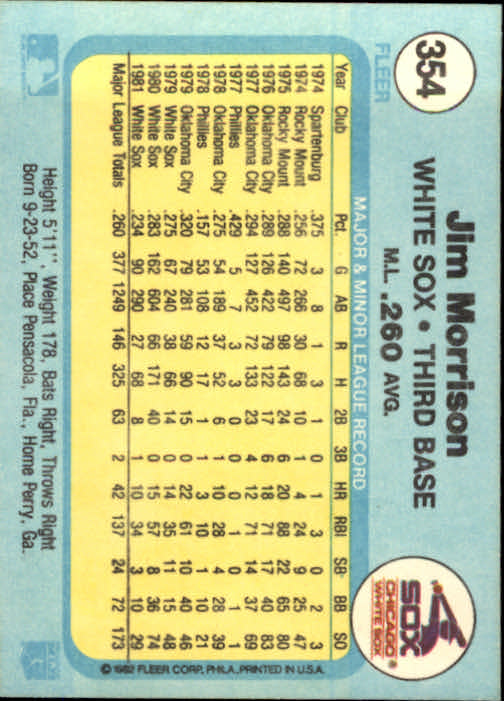 354
FLEER
Jim Morrison
WHITE SOX • THIRD BASE
M.L. .260 AVG.
SOX
CHICAGO
WHITE SOX
MAJOR & MINOR LEAGUE RECORD
Year Club Pct. G AB R H 2B 3B HR RBI SB BB SO
1974 Spartenburg .375 3 8 1 3 1 0 1 3 0 2 3
1974 Rocky Mount .256 72 266 30 68 10 1 4 24 9 25 47
1975 Rocky Mount .288 140 497 98 143 24 6 20 88 22 65 80
1976 Oklahoma City .289 126 422 79 122 17 6 18 71 16 40 83
1977 Oklahoma City .294 127 452 72 133 23 4 12 71 14 37 69
1977 Phillies .429 5 7 3 3 0 0 0 1 1 1 1
1978 Oklahoma City .275 54 189 37 52 6 1 10 28 4 28 39
1978 Phillies .157 53 108 12 17 1 1 3 10 1 10 21
1979 Oklahoma City .320 79 281 59 90 15 0 22 61 10 40 46
1979 White Sox .275 67 240 38 66 14 0 14 35 11 15 48
1980 White Sox .283 162 604 66 171 40 0 15 57 8 36 74
1981 White Sox .234 90 290 27 68 8 1 10 34 3 10 29
Major League Totals .260 377 1249 146 325 63 2 42 137 24 72 173
© 1982 FLEER CORP. PHILA., PRINTED IN U.S.A.
Height 5'11", Weight 178, Bats Right, Throws Right
Born 9-23-52, Place Pensacola, Fla., Home Perry, Ga.